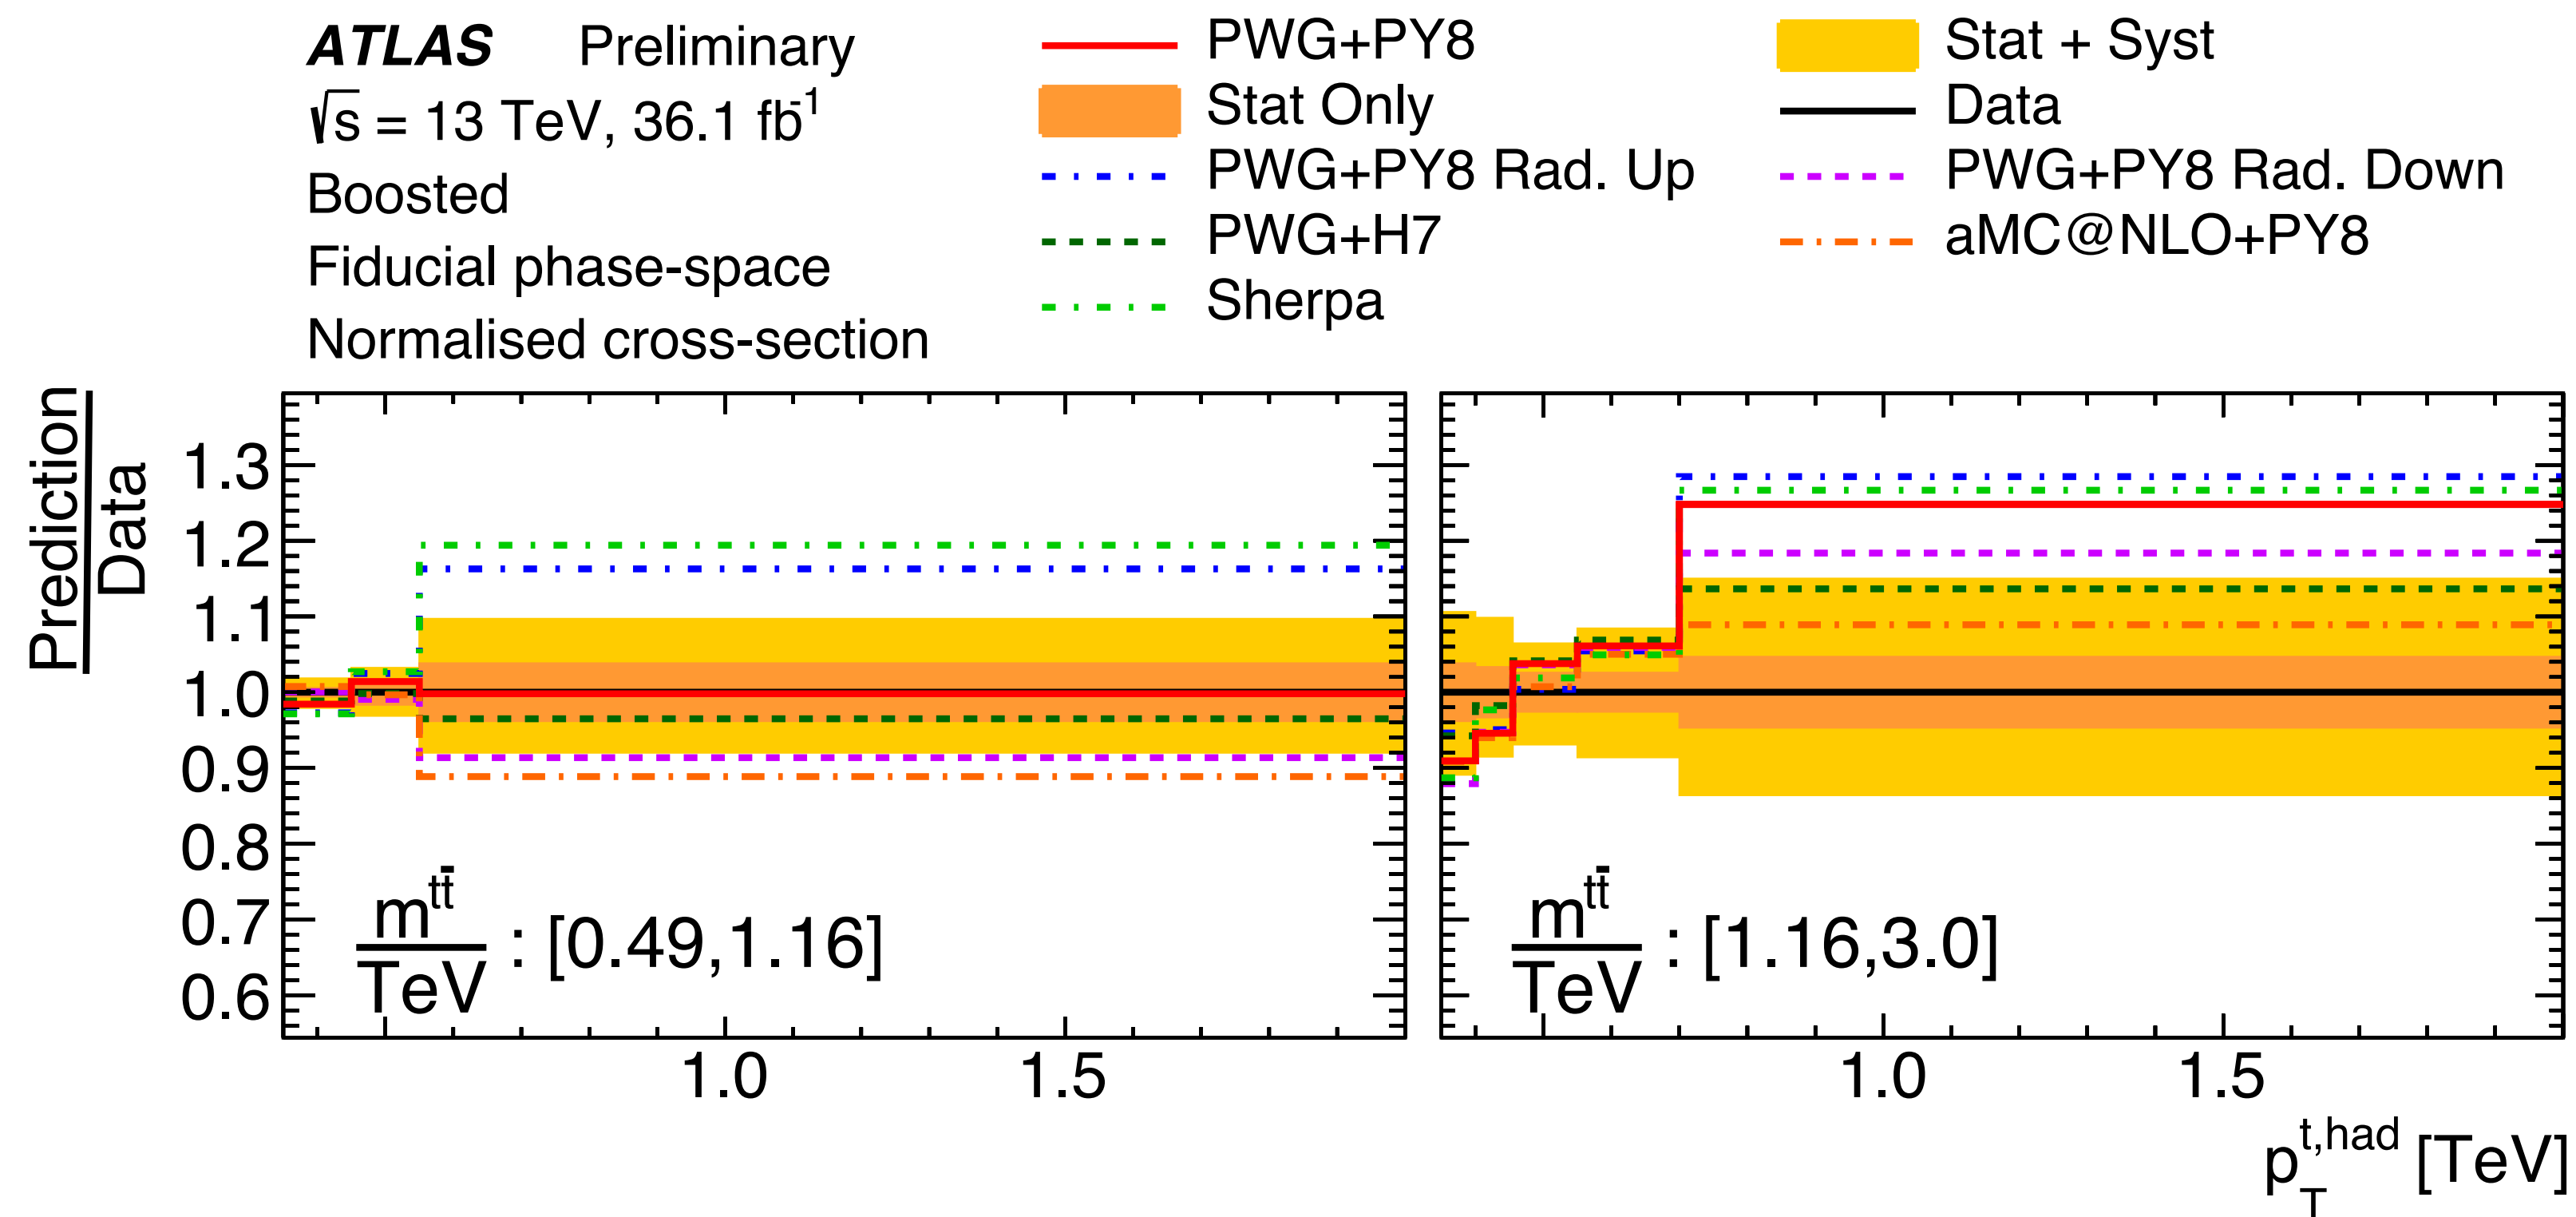 ATLAS Preliminary
√s = 13 TeV, 36.1 fb⁻¹
Boosted
Fiducial phase-space
Normalised cross-section
PWG+PY8
Stat + Syst
Stat Only
Data
PWG+PY8 Rad. Up
PWG+PY8 Rad. Down
PWG+H7
aMC@NLO+PY8
Sherpa
Prediction
Data
1.3
1.2
1.1
1.0
0.9
0.8
0.7
0.6
m^{tt̄}
TeV : [0.49,1.16]
m^{tt̄}
TeV : [1.16,3.0]
1.0 1.5 1.0 1.5
p_T^{t,had} [TeV]